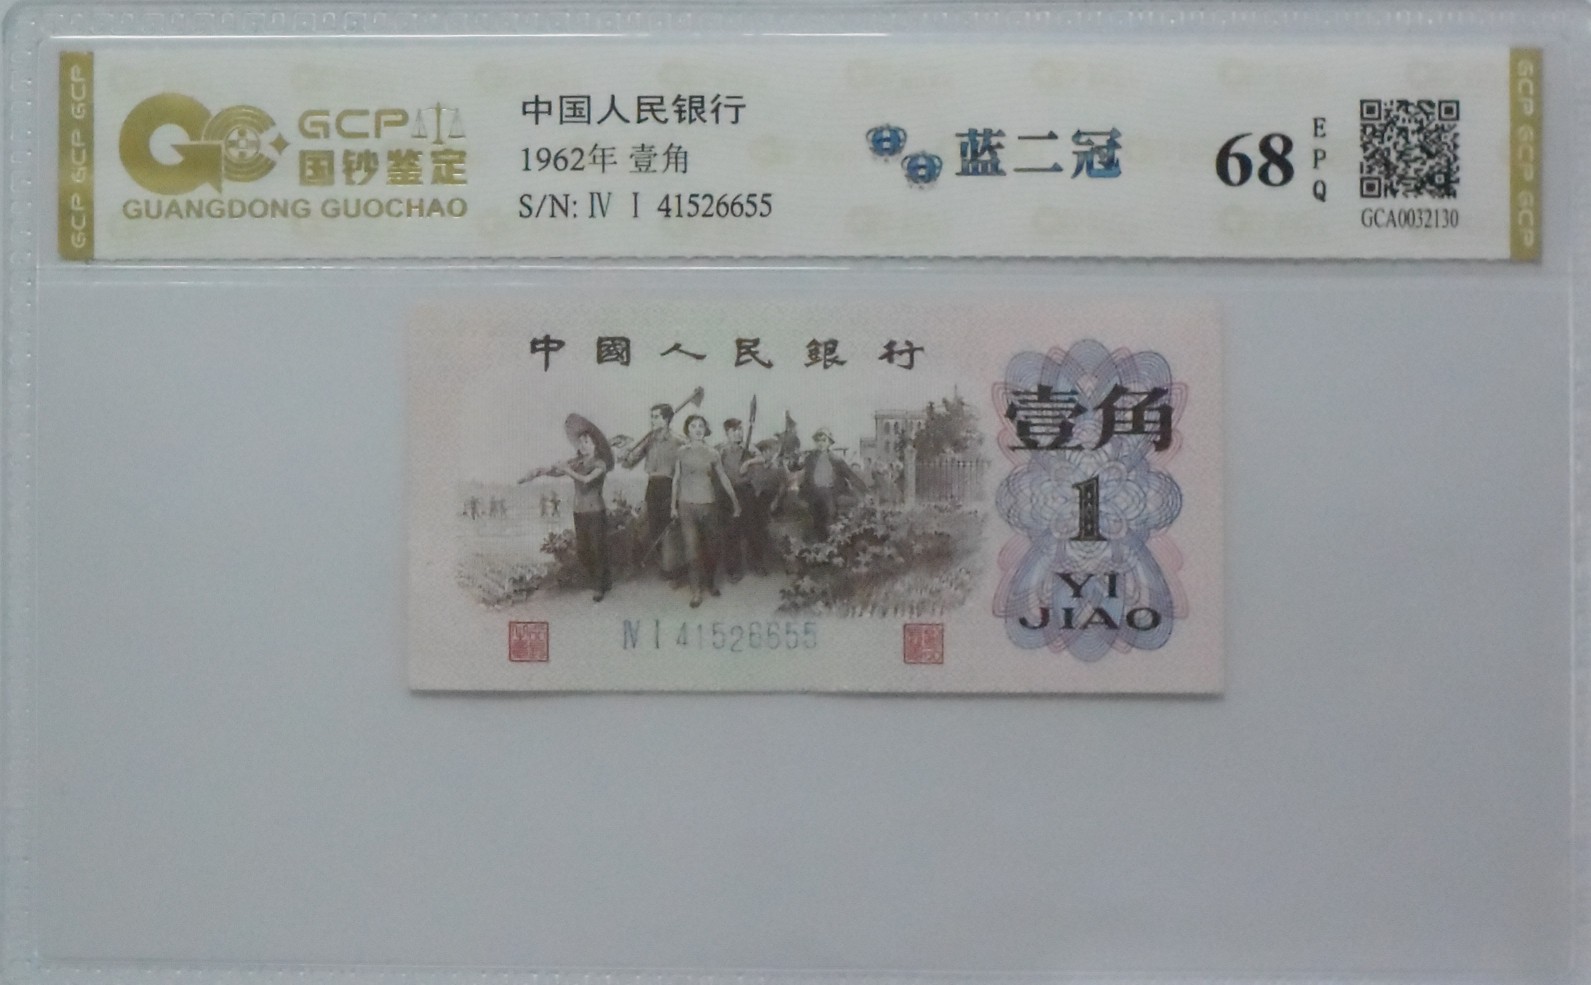 GCP GCP GCP
GCP
国钞鉴定
GUANGDONG GUOCHAO
中国人民银行
1962年 壹角
S/N: Ⅳ Ⅰ 41526655
蓝二冠
68
EPQ
GCA0032130
GCP GCP GCP
中國人民銀行
壹角
1
YI
JIAO
Ⅳ Ⅰ 41526655